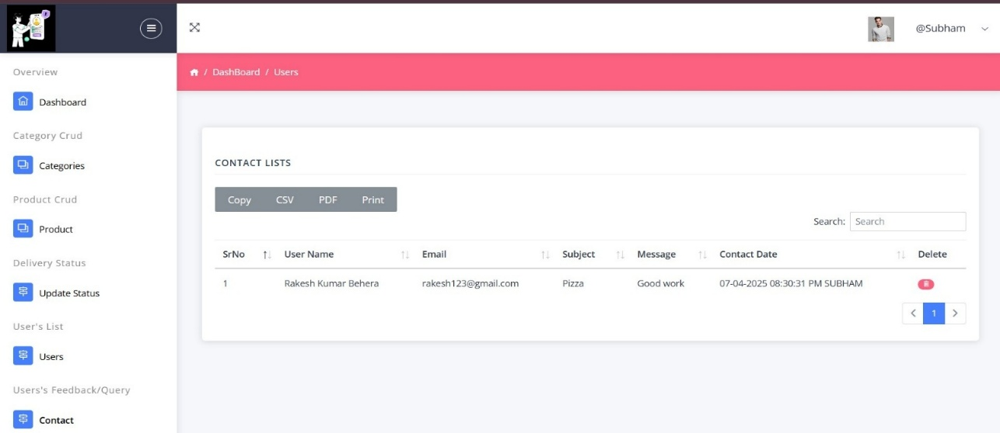 @Subham
Overview
/ DashBoard / Users
Dashboard
Category Crud
Categories
Product Crud
Product
Delivery Status
Update Status
User's List
Users
Users's Feedback/Query
Contact
CONTACT LISTS
Copy CSV PDF Print
Search: Search
SrNo User Name Email Subject Message Contact Date Delete
1 Rakesh Kumar Behera rakesh123@gmail.com Pizza Good work 07-04-2025 08:30:31 PM SUBHAM
1